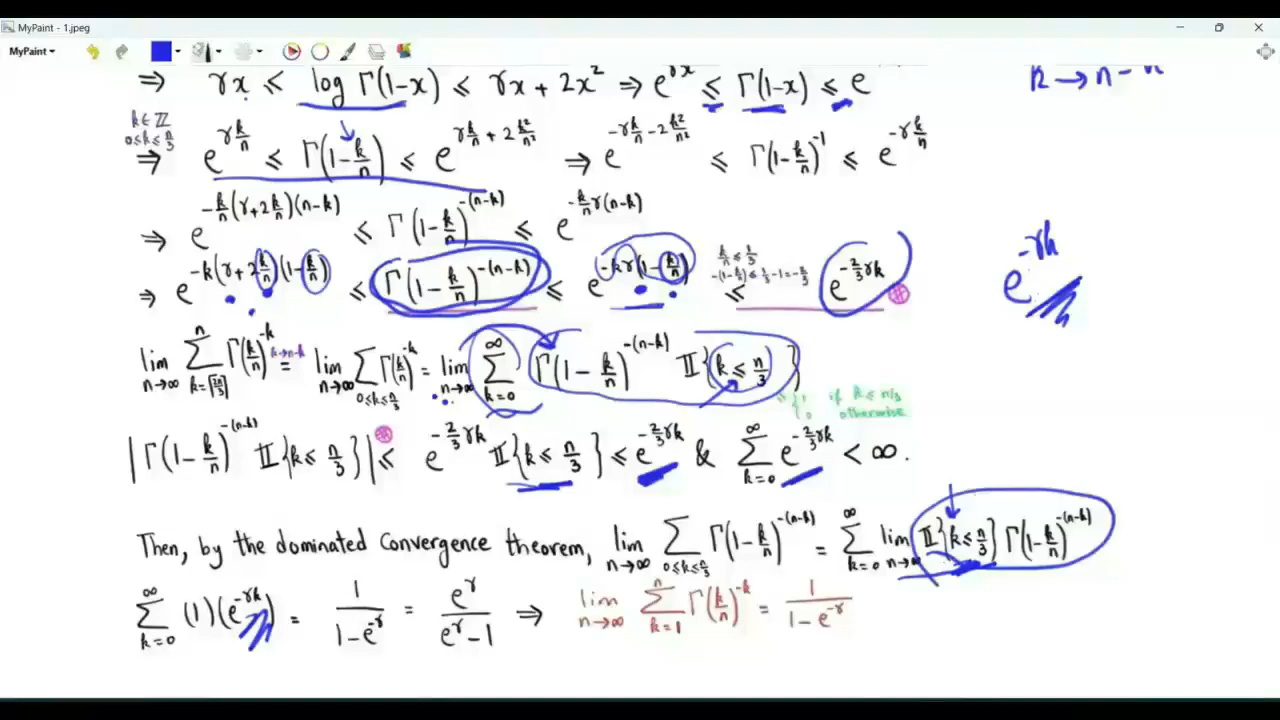 MyPaint - 1.jpeg
MyPaint
⇒ γx ≤ log Γ(1-x) ≤ γx + 2x² ⇒ e^{γx} ≤ Γ(1-x) ≤ e
k → n - k
k ∈ ℤ
0 ≤ k ≤ n/3
⇒ e^{γk/n} ≤ Γ(1 - k/n) ≤ e^{γk/n + 2k²/n²} ⇒ e^{-γk/n - 2k²/n²} ≤ Γ(1 - k/n)^{-1} ≤ e^{-γk/n}
⇒ e^{-k/n(γ + 2k/n)(n-k)} ≤ Γ(1 - k/n)^{-(n-k)} ≤ e^{-k/n γ(n-k)}
k/n ≤ 1/3
-(1 - k/n) ≤ 1/3 - 1 = -2/3
⇒ e^{-k(γ + 2k/n)(1 - k/n)} ≤ Γ(1 - k/n)^{-(n-k)} ≤ e^{-kγ(1 - k/n)} ≤ e^{-2/3 γk}
e^{-γk}
lim_{n→∞} Σ_{k=⌈2n/3⌉}^{n} Γ(k/n)^{-k} =^{k→n-k} lim_{n→∞} Σ_{0≤k≤n/3} Γ(k/n)^{-k} = lim_{n→∞} Σ_{k=0}^{∞} Γ(1 - k/n)^{-(n-k)} 𝕀{k ≤ n/3}
if k ≤ n/3
0 otherwise
|Γ(1 - k/n)^{-(n-k)} 𝕀{k ≤ n/3}| ≤ e^{-2/3 γk} 𝕀{k ≤ n/3} ≤ e^{-2/3 γk} & Σ_{k=0}^{∞} e^{-2/3 γk} < ∞.
Then, by the dominated convergence theorem, lim_{n→∞} Σ_{0≤k≤n/3} Γ(1 - k/n)^{-(n-k)} = Σ_{k=0}^{∞} lim_{n→∞} 𝕀{k ≤ n/3} Γ(1 - k/n)^{-(n-k)}
Σ_{k=0}^{∞} (1)(e^{-γk}) = 1/(1 - e^{-γ}) = e^{γ}/(e^{γ} - 1) ⇒ lim_{n→∞} Σ_{k=1}^{n} Γ(k/n)^{-k} = 1/(1 - e^{-γ})